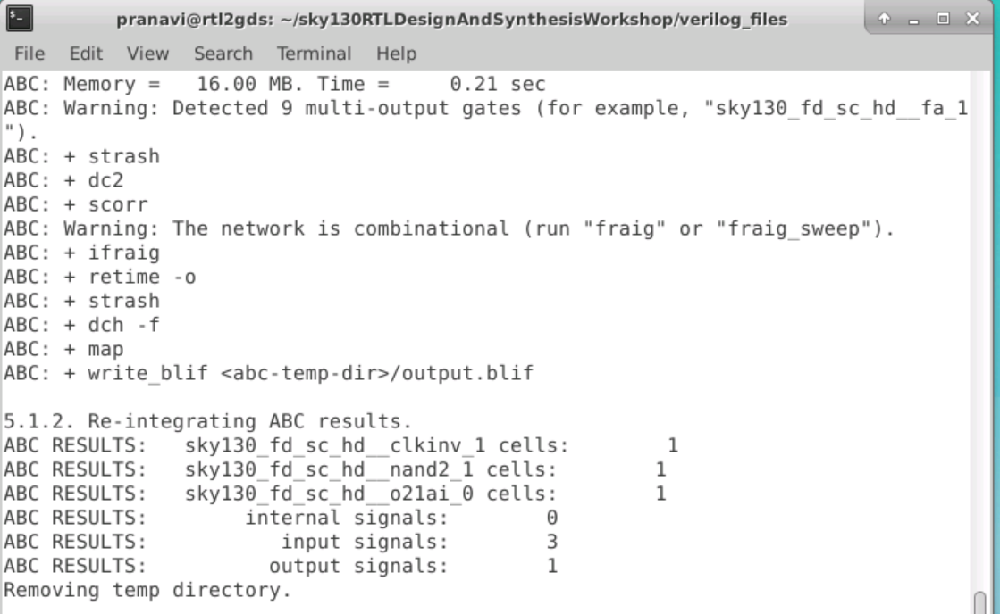 pranavi@rtl2gds: ~/sky130RTLDesignAndSynthesisWorkshop/verilog_files
File Edit View Search Terminal Help
ABC: Memory =   16.00 MB. Time =     0.21 sec
ABC: Warning: Detected 9 multi-output gates (for example, "sky130_fd_sc_hd__fa_1
").
ABC: + strash
ABC: + dc2
ABC: + scorr
ABC: Warning: The network is combinational (run "fraig" or "fraig_sweep").
ABC: + ifraig
ABC: + retime -o
ABC: + strash
ABC: + dch -f
ABC: + map
ABC: + write_blif <abc-temp-dir>/output.blif
5.1.2. Re-integrating ABC results.
ABC RESULTS:   sky130_fd_sc_hd__clkinv_1 cells:        1
ABC RESULTS:   sky130_fd_sc_hd__nand2_1 cells:        1
ABC RESULTS:   sky130_fd_sc_hd__o21ai_0 cells:        1
ABC RESULTS:        internal signals:        0
ABC RESULTS:           input signals:        3
ABC RESULTS:          output signals:        1
Removing temp directory.